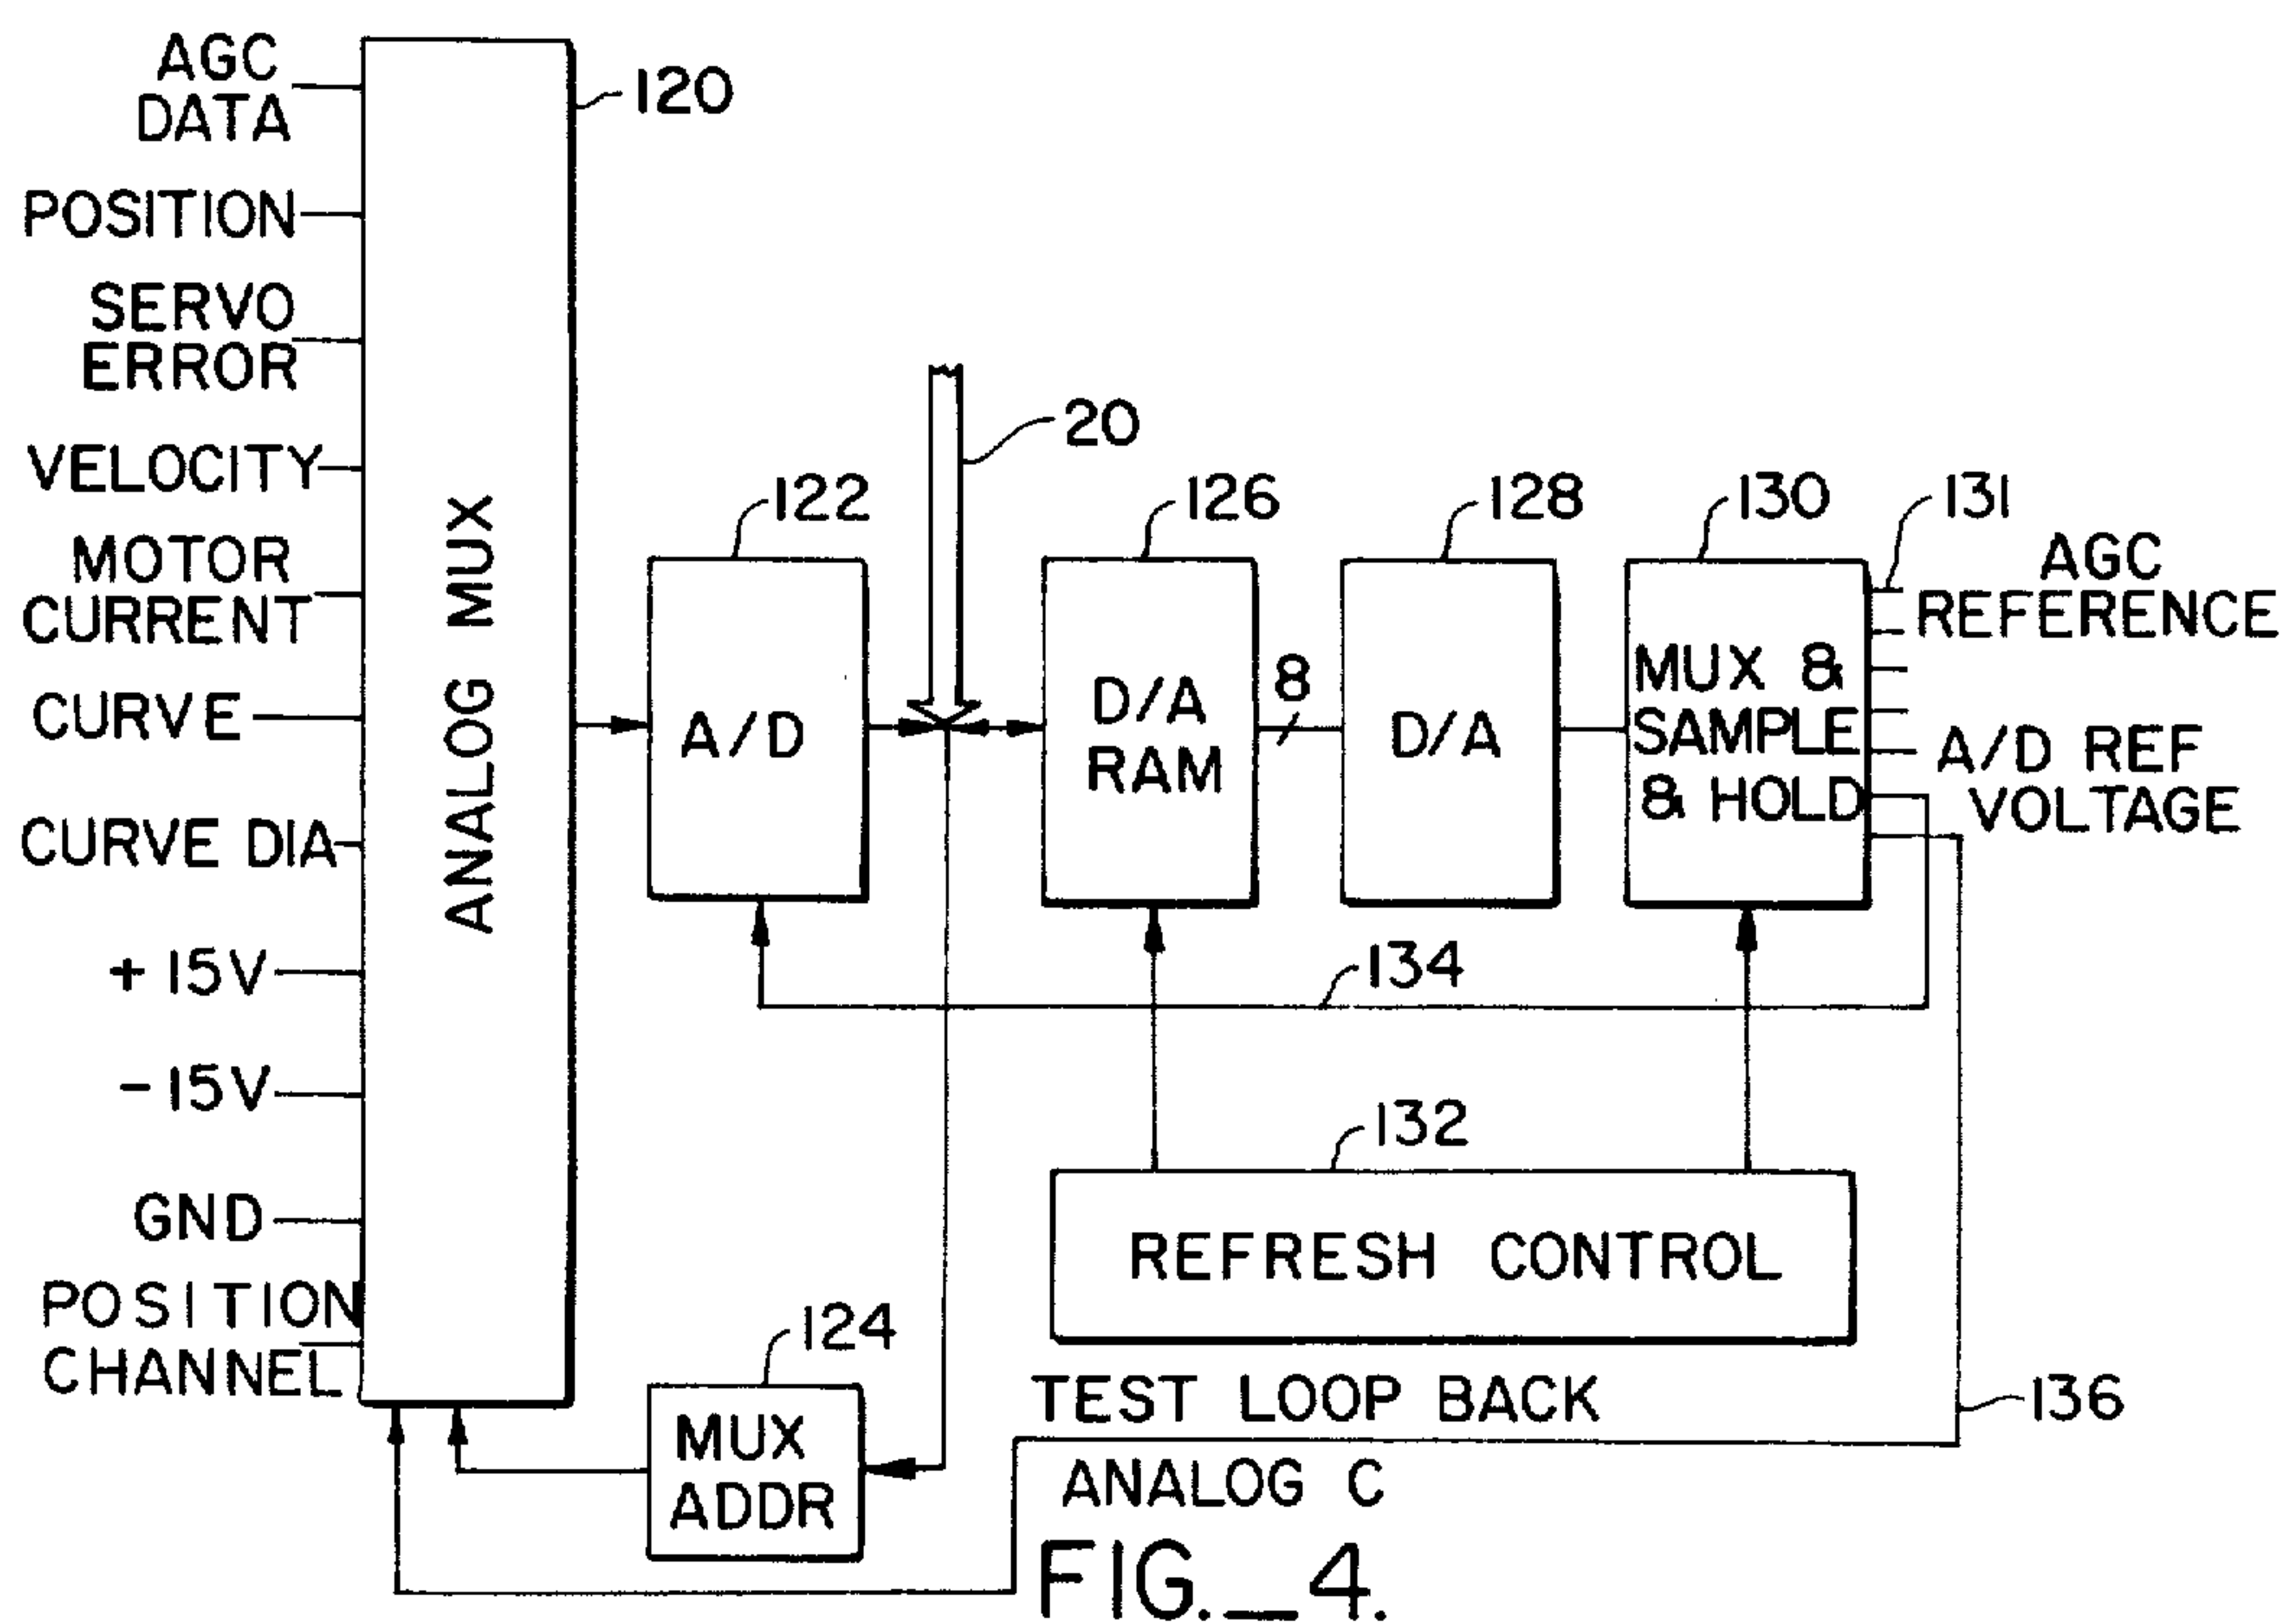 AGC
DATA
POSITION
SERVO
ERROR
VELOCITY
MOTOR
CURRENT
CURVE
CURVE DIA
+ 15V
- 15V
GND
POSITION
CHANNEL
ANALOG MUX
120
122
A/D
20
126
D/A
RAM
8
128
D/A
130
MUX &
SAMPLE
& HOLD
131
AGC
REFERENCE
A/D REF
VOLTAGE
134
132
REFRESH CONTROL
124
MUX
ADDR
TEST LOOP BACK
ANALOG C
136
FIG._4.